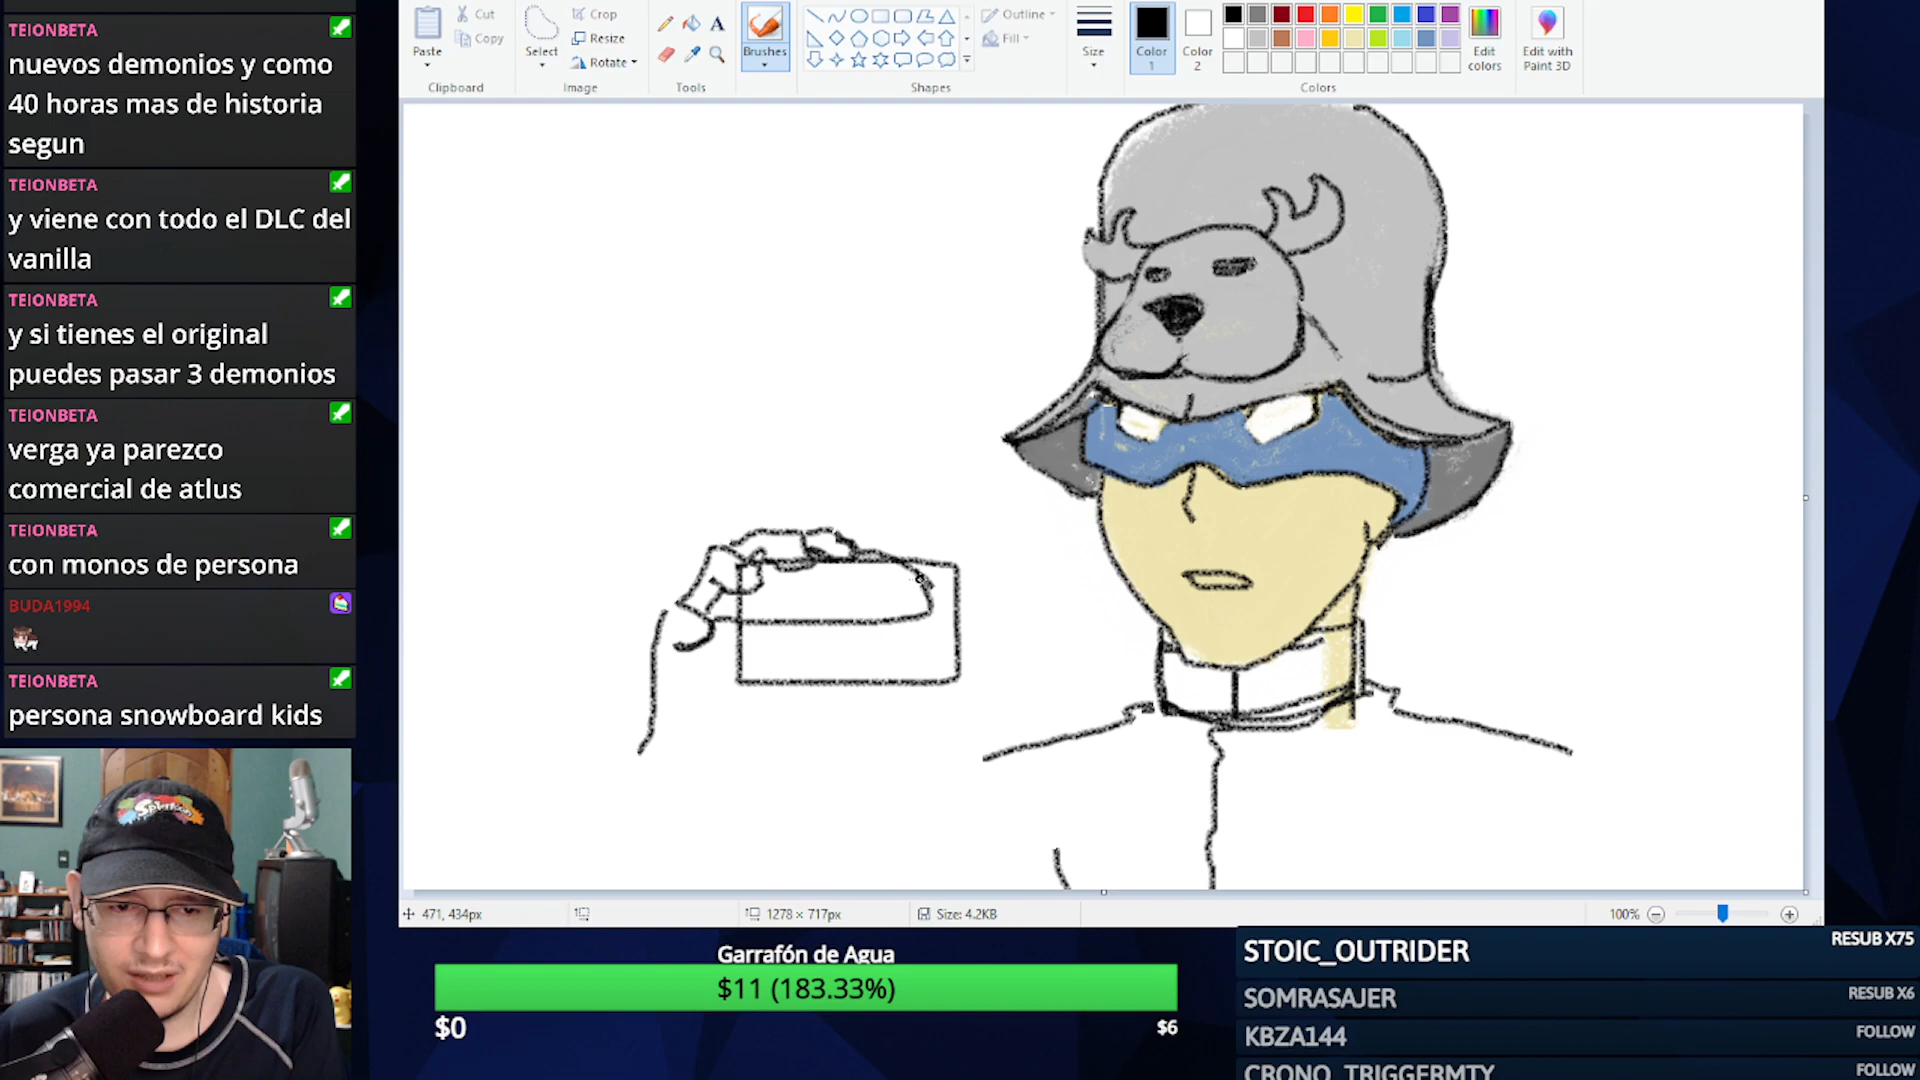 TEIONBETA
nuevos demonios y como
40 horas mas de historia
segun
TEIONBETA
y viene con todo el DLC del
vanilla
TEIONBETA
y si tienes el original
puedes pasar 3 demonios
TEIONBETA
verga ya parezco
comercial de atlus
TEIONBETA
con monos de persona
BUDA1994
TEIONBETA
persona snowboard kids
Splatoon
Paste
Cut
Copy
Clipboard
Select
Crop
Resize
Rotate
Image
A
Tools
Brushes
Outline
Fill
Shapes
Size
Color
1
Color
2
Colors
Edit
colors
Edit with
Paint 3D
471, 434px
1278 × 717px
Size: 4.2KB
100%
Garrafón de Agua
$11 (183.33%)
$0
$6
STOIC_OUTRIDER
RESUB X75
SOMRASAJER
RESUB X6
KBZA144
FOLLOW
CRONO_TRIGGERMTY
FOLLOW